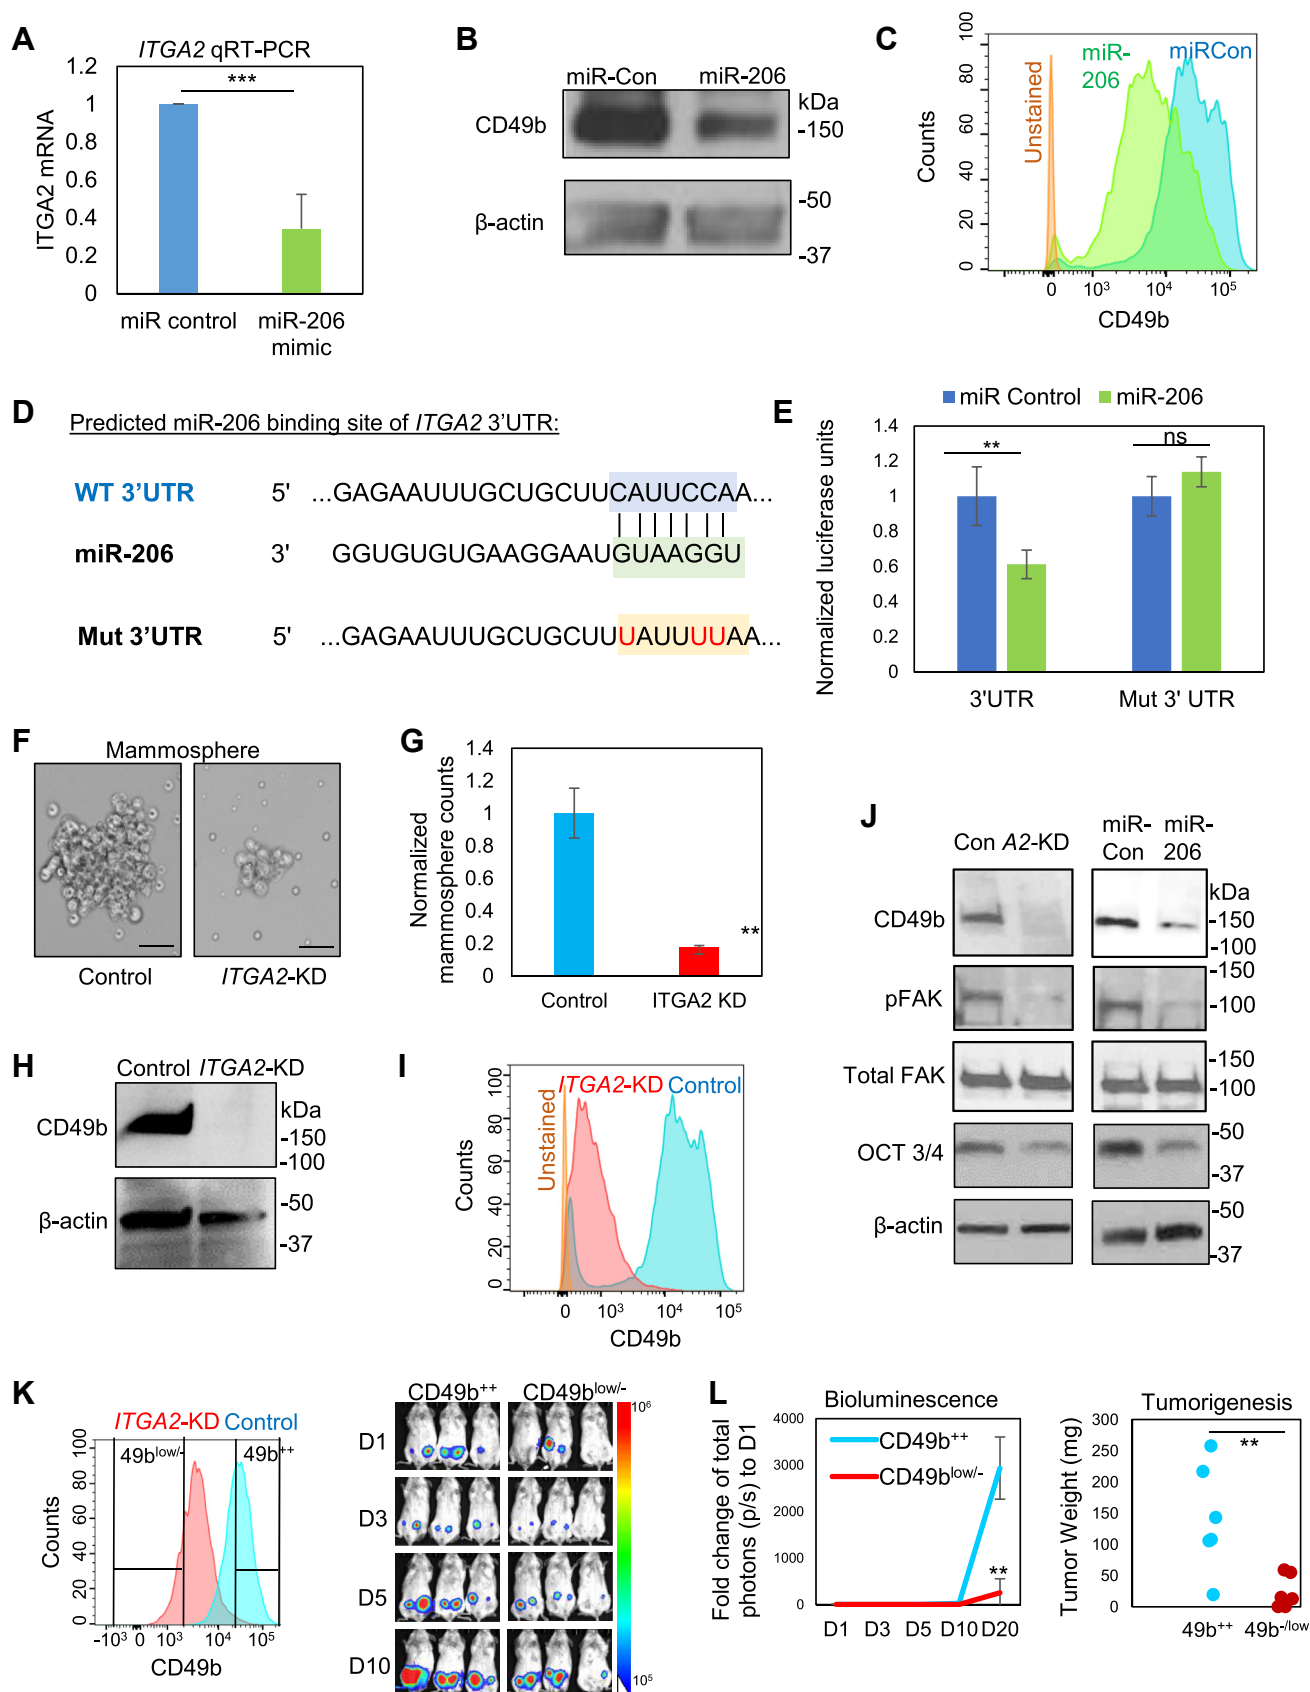 A
ITGA2 qRT-PCR
1.2
1
0.8
0.6
0.4
0.2
0
ITGA2 mRNA
***
miR control
miR-206
mimic
B
miR-Con miR-206
kDa
CD49b
-150
β-actin
-50
-37
C
100
80
60
40
20
0
Counts
Unstained
miR-
206
miRCon
0 10³ 10⁴ 10⁵
CD49b
D
Predicted miR-206 binding site of ITGA2 3'UTR:
WT 3’UTR 5' ...GAGAAUUUGCUGCUUCAUUCCAA...
miR-206 3' GGUGUGUGAAGGAAUGUAAGGU
Mut 3’UTR 5' ...GAGAAUUUGCUGCUUUAUUUUAA...
E
miR Control miR-206
Normalized luciferase units
1.4
1.2
1
0.8
0.6
0.4
0.2
0
**
ns
3'UTR Mut 3' UTR
F
Mammosphere
Control ITGA2-KD
G
Normalized
mammosphere counts
1.4
1.2
1
0.8
0.6
0.4
0.2
0
**
Control ITGA2 KD
H
Control ITGA2-KD
kDa
CD49b
-150
-100
β-actin
-50
-37
I
100
80
60
40
20
0
Counts
Unstained
ITGA2-KD Control
0 10³ 10⁴ 10⁵
CD49b
J
Con A2-KD
miR-
Con
miR-
206
kDa
CD49b
-150
-100
pFAK
-150
-100
Total FAK
-150
-100
OCT 3/4
-50
-37
β-actin
-50
-37
K
ITGA2-KD Control
49b^low/-
49b^++
100
80
60
40
20
0
Counts
-10³ 0 10³ 10⁵
CD49b
CD49b^++ CD49b^low/-
D1
D3
D5
D10
10⁶
10⁵
L
Bioluminescence
Fold change of total
photons (p/s) to D1
4000
3000
2000
1000
0
CD49b^++
CD49b^low/-
**
D1 D3 D5 D10 D20
Tumorigenesis
Tumor Weight (mg)
300
250
200
150
100
50
0
**
49b^++ 49b^-/low